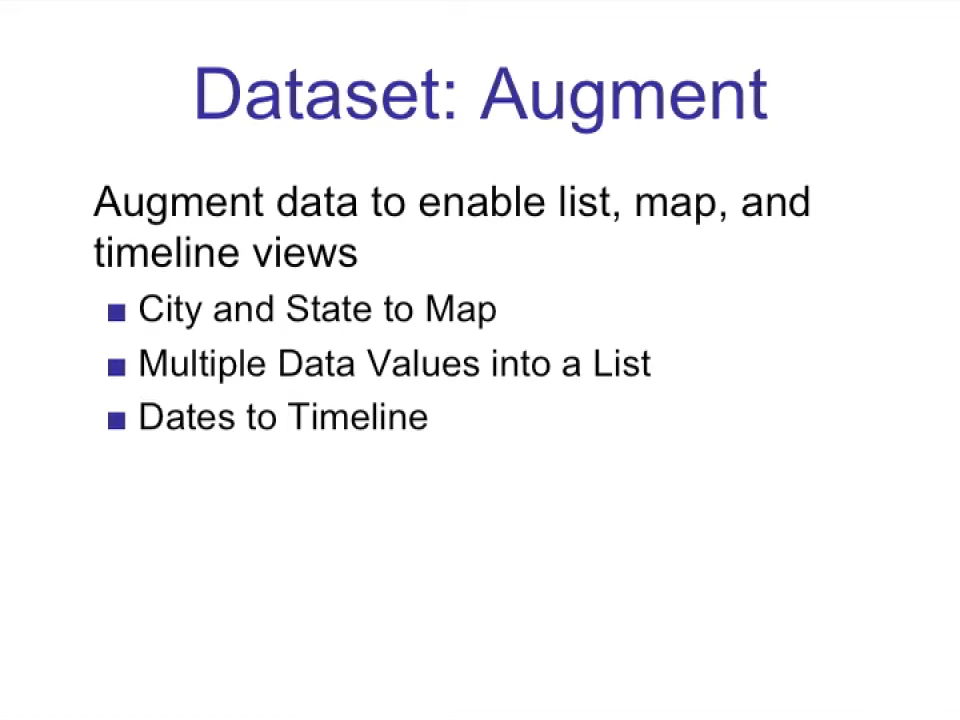 Dataset: Augment
Augment data to enable list, map, and
timeline views
■ City and State to Map
■ Multiple Data Values into a List
■ Dates to Timeline